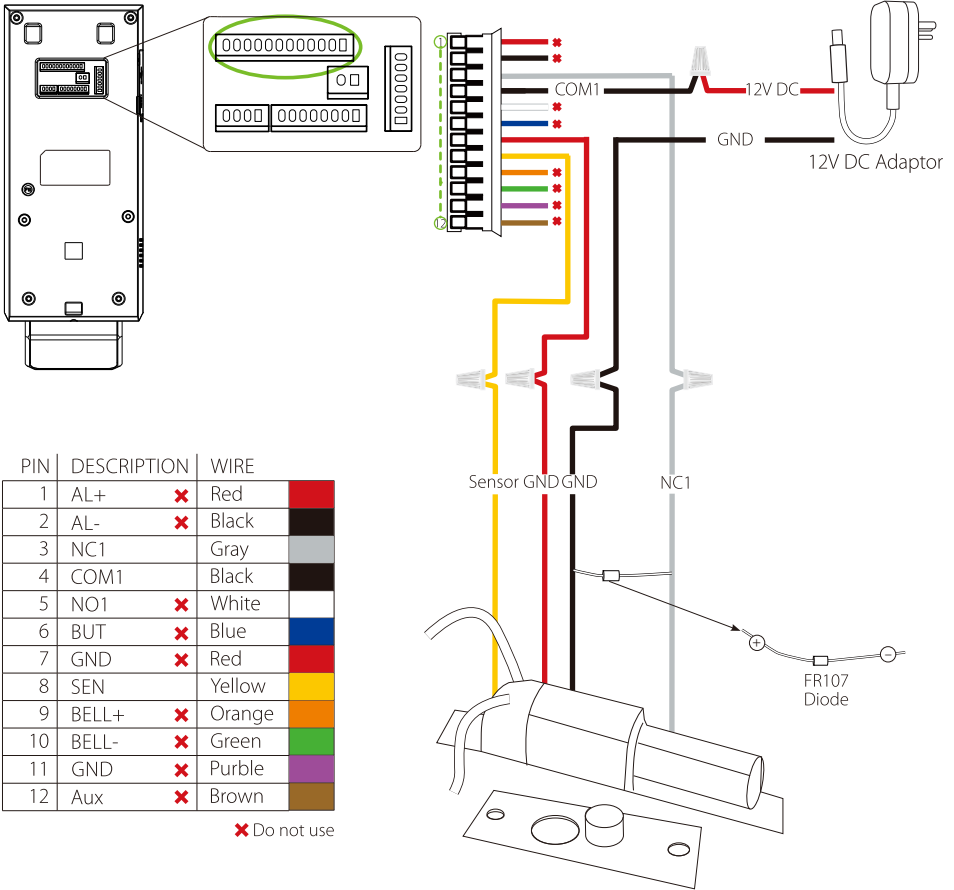 1
12
COM1
12V DC
GND
12V DC Adaptor
Sensor GND GND
NC1
FR107
Diode
+
−
PIN DESCRIPTION WIRE
1 AL+ ✖ Red
2 AL- ✖ Black
3 NC1 Gray
4 COM1 Black
5 NO1 ✖ White
6 BUT ✖ Blue
7 GND ✖ Red
8 SEN Yellow
9 BELL+ ✖ Orange
10 BELL- ✖ Green
11 GND ✖ Purble
12 Aux ✖ Brown
✖ Do not use